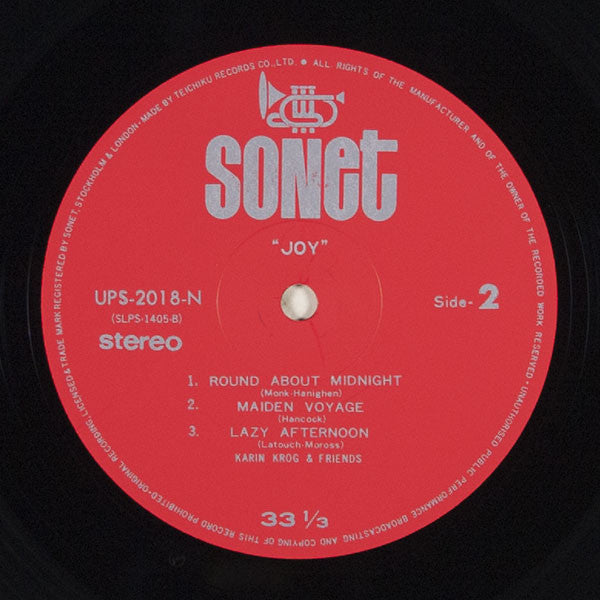 ORIGINAL RECORDING, LICENSED & TRADE MARK REGISTERED BY SONET, STOCKHOLM & LONDON • MADE BY TEICHIKU RECORDS CO., LTD. • ALL RIGHTS OF THE MANUFACTURER AND OF THE OWNER OF THE RECORDED WORK RESERVED • UNAUTHORISED PUBLIC PERFORMANCE BROADCASTING AND COPYING OF THIS RECORD PROHIBITED •
SONET
"JOY"
UPS-2018-N
(SLPS-1405-B)
stereo
Side-2
1. ROUND ABOUT MIDNIGHT
(Monk·Hanighen)
2. MAIDEN VOYAGE
(Hancock)
3. LAZY AFTERNOON
(Latouch·Moross)
KARIN KROG & FRIENDS
33 1/3